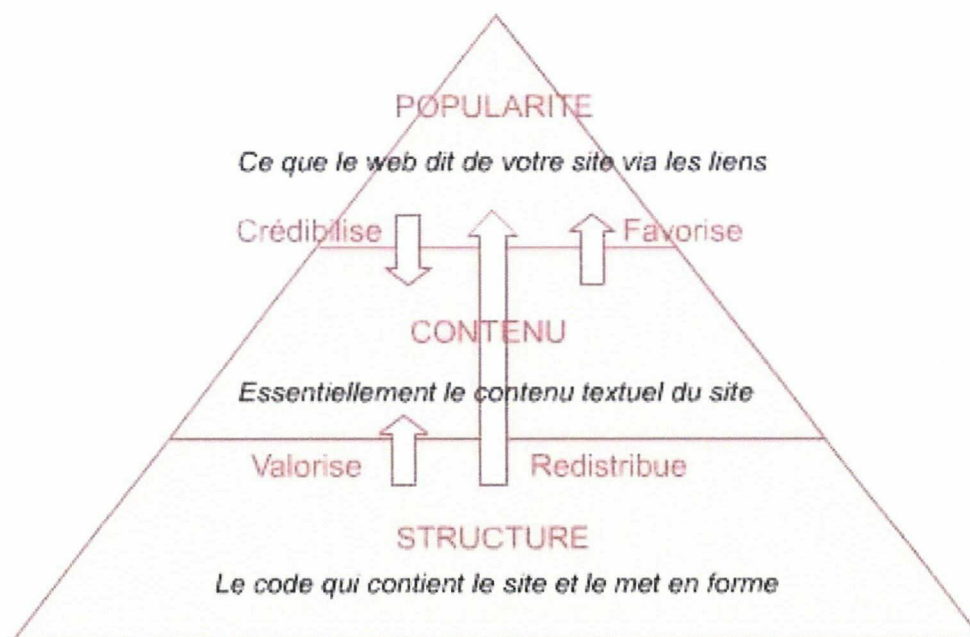 POPULARITE
Ce que le web dit de votre site via les liens
Crédibilise Favorise
CONTENU
Essentiellement le contenu textuel du site
Valorise Redistribue
STRUCTURE
Le code qui contient le site et le met en forme